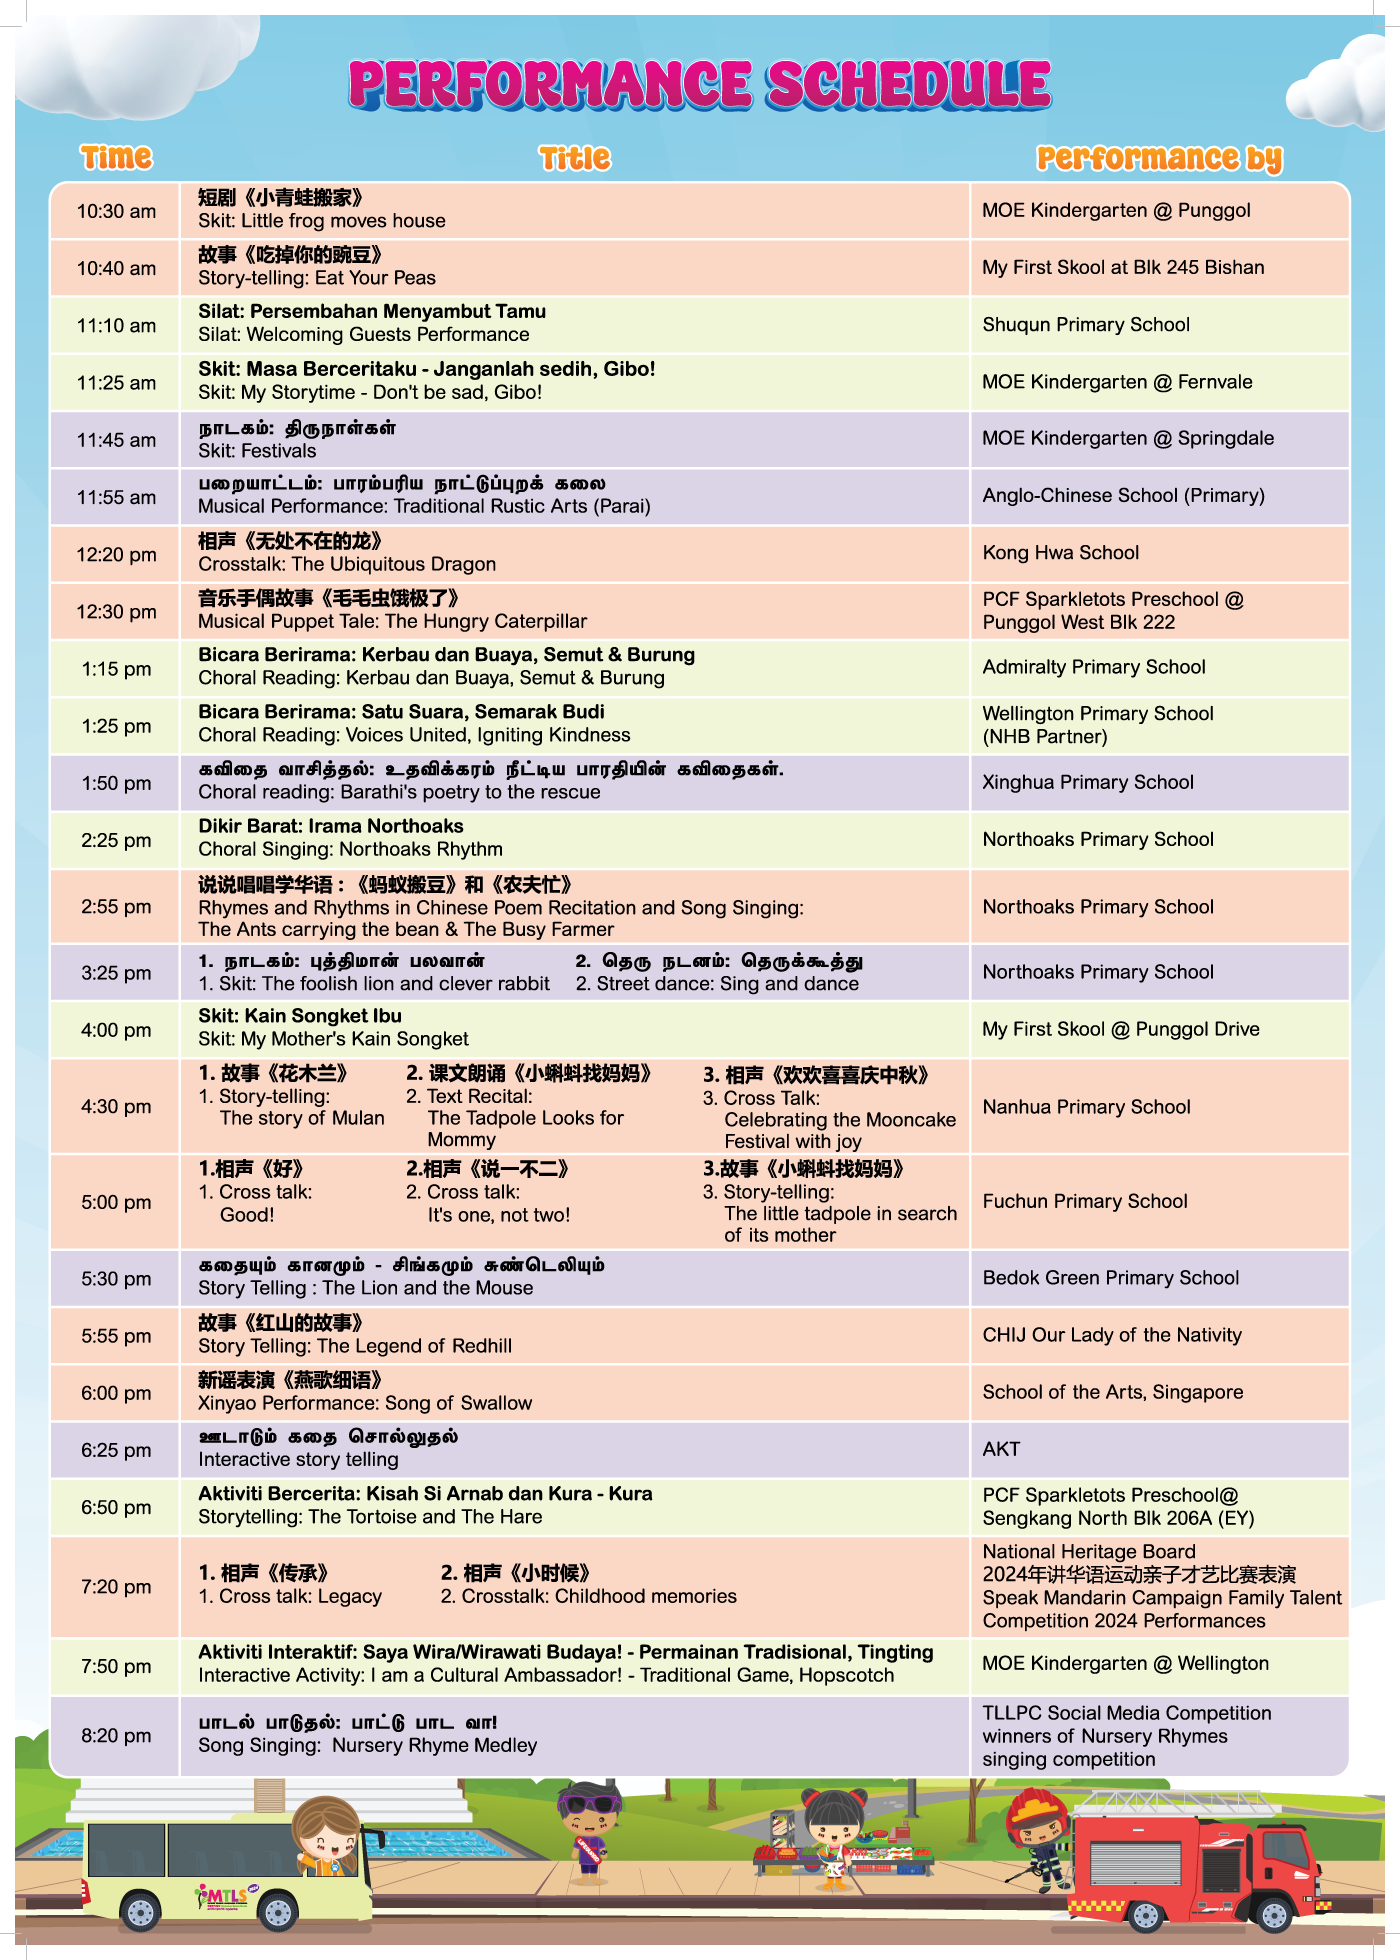 PERFORMANCE SCHEDULE
Time Title Performance by
10:30 am
短剧《小青蛙搬家》
Skit: Little frog moves house
MOE Kindergarten @ Punggol
10:40 am
故事《吃掉你的豌豆》
Story-telling: Eat Your Peas
My First Skool at Blk 245 Bishan
11:10 am
Silat: Persembahan Menyambut Tamu
Silat: Welcoming Guests Performance
Shuqun Primary School
11:25 am
Skit: Masa Berceritaku - Janganlah sedih, Gibo!
Skit: My Storytime - Don't be sad, Gibo!
MOE Kindergarten @ Fernvale
11:45 am
நாடகம்: திருநாள்கள்
Skit: Festivals
MOE Kindergarten @ Springdale
11:55 am
பறையாட்டம்: பாரம்பரிய நாட்டுப்புறக் கலை
Musical Performance: Traditional Rustic Arts (Parai)
Anglo-Chinese School (Primary)
12:20 pm
相声《无处不在的龙》
Crosstalk: The Ubiquitous Dragon
Kong Hwa School
12:30 pm
音乐手偶故事《毛毛虫饿极了》
Musical Puppet Tale: The Hungry Caterpillar
PCF Sparkletots Preschool @
Punggol West Blk 222
1:15 pm
Bicara Berirama: Kerbau dan Buaya, Semut & Burung
Choral Reading: Kerbau dan Buaya, Semut & Burung
Admiralty Primary School
1:25 pm
Bicara Berirama: Satu Suara, Semarak Budi
Choral Reading: Voices United, Igniting Kindness
Wellington Primary School
(NHB Partner)
1:50 pm
கவிதை வாசித்தல்: உதவிக்கரம் நீட்டிய பாரதியின் கவிதைகள்.
Choral reading: Barathi's poetry to the rescue
Xinghua Primary School
2:25 pm
Dikir Barat: Irama Northoaks
Choral Singing: Northoaks Rhythm
Northoaks Primary School
2:55 pm
说说唱唱学华语：《蚂蚁搬豆》和《农夫忙》
Rhymes and Rhythms in Chinese Poem Recitation and Song Singing:
The Ants carrying the bean & The Busy Farmer
Northoaks Primary School
3:25 pm
1. நாடகம்: புத்திமான் பலவான்
1. Skit: The foolish lion and clever rabbit
2. தெரு நடனம்: தெருக்கூத்து
2. Street dance: Sing and dance
Northoaks Primary School
4:00 pm
Skit: Kain Songket Ibu
Skit: My Mother's Kain Songket
My First Skool @ Punggol Drive
4:30 pm
1. 故事《花木兰》
1. Story-telling:
The story of Mulan
2. 课文朗诵《小蝌蚪找妈妈》
2. Text Recital:
The Tadpole Looks for
Mommy
3. 相声《欢欢喜喜庆中秋》
3. Cross Talk:
Celebrating the Mooncake
Festival with joy
Nanhua Primary School
5:00 pm
1.相声《好》
1. Cross talk:
Good!
2.相声《说一不二》
2. Cross talk:
It's one, not two!
3.故事《小蝌蚪找妈妈》
3. Story-telling:
The little tadpole in search
of its mother
Fuchun Primary School
5:30 pm
கதையும் கானமும் - சிங்கமும் சுண்டெலியும்
Story Telling : The Lion and the Mouse
Bedok Green Primary School
5:55 pm
故事《红山的故事》
Story Telling: The Legend of Redhill
CHIJ Our Lady of the Nativity
6:00 pm
新谣表演《燕歌细语》
Xinyao Performance: Song of Swallow
School of the Arts, Singapore
6:25 pm
ஊடாடும் கதை சொல்லுதல்
Interactive story telling
AKT
6:50 pm
Aktiviti Bercerita: Kisah Si Arnab dan Kura - Kura
Storytelling: The Tortoise and The Hare
PCF Sparkletots Preschool@
Sengkang North Blk 206A (EY)
7:20 pm
1. 相声《传承》
1. Cross talk: Legacy
2. 相声《小时候》
2. Crosstalk: Childhood memories
National Heritage Board
2024年讲华语运动亲子才艺比赛表演
Speak Mandarin Campaign Family Talent
Competition 2024 Performances
7:50 pm
Aktiviti Interaktif: Saya Wira/Wirawati Budaya! - Permainan Tradisional, Tingting
Interactive Activity: I am a Cultural Ambassador! - Traditional Game, Hopscotch
MOE Kindergarten @ Wellington
8:20 pm
பாடல் பாடுதல்: பாட்டு பாட வா!
Song Singing: Nursery Rhyme Medley
TLLPC Social Media Competition
winners of Nursery Rhymes
singing competition
MTLS